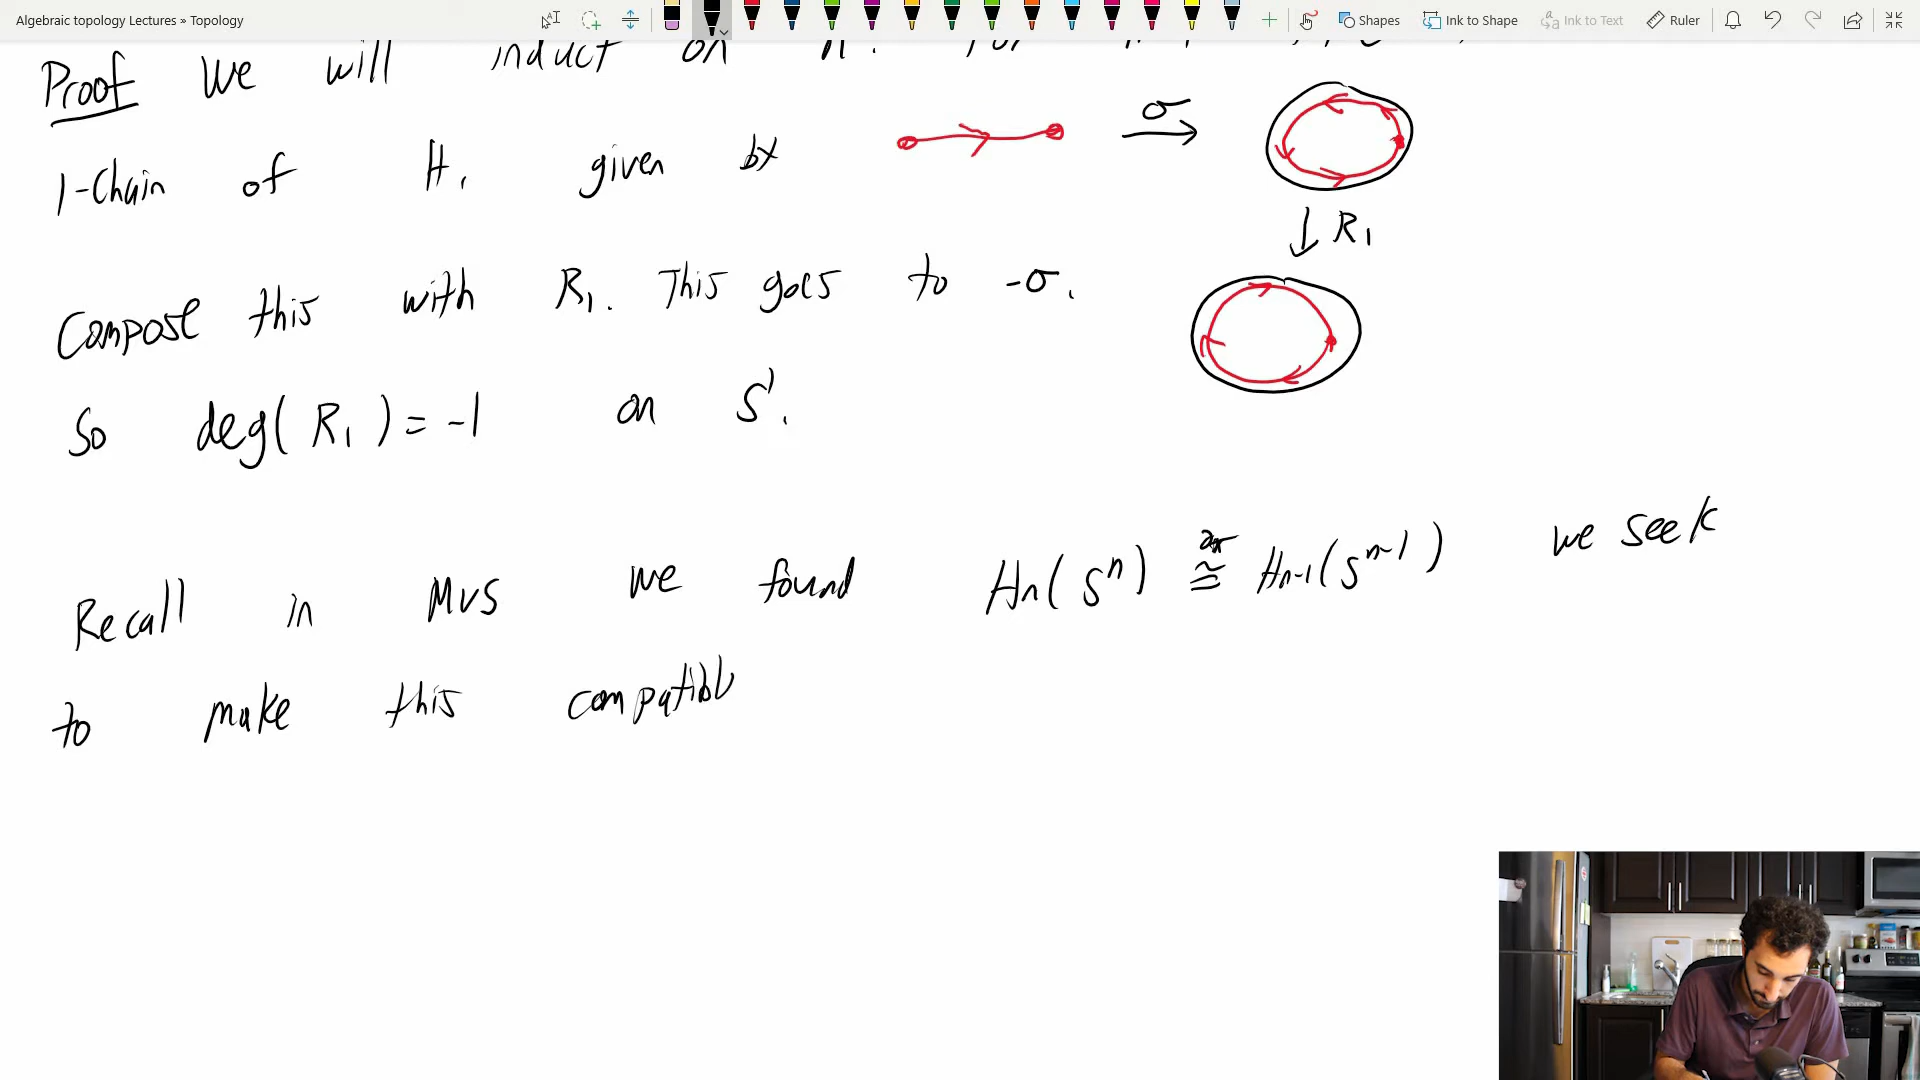 Algebraic topology Lectures » Topology
Shapes
Ink to Shape
Ink to Text
Ruler
Proof We will induct on n.
1-Chain of H₁ given by
σ
R₁
Compose this with R₁. This goes to -σ.
So deg(R₁) = -1 on S¹.
Recall in MVS we found Hn(Sⁿ) ≅ Hn-1(Sⁿ⁻¹) we seek
to make this compatibl